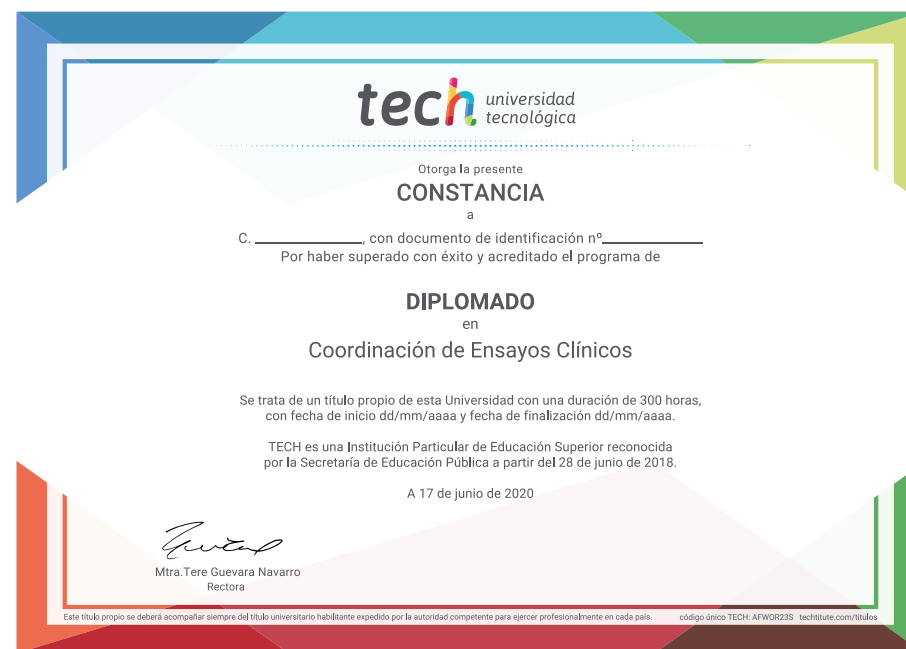 tech universidad
tecnológica
Otorga la presente
CONSTANCIA
a
C. ____________, con documento de identificación nº____________
Por haber superado con éxito y acreditado el programa de
DIPLOMADO
en
Coordinación de Ensayos Clínicos
Se trata de un título propio de esta Universidad con una duración de 300 horas,
con fecha de inicio dd/mm/aaaa y fecha de finalización dd/mm/aaaa.
TECH es una Institución Particular de Educación Superior reconocida
por la Secretaría de Educación Pública a partir del 28 de junio de 2018.
A 17 de junio de 2020
Mtra.Tere Guevara Navarro
Rectora
Este título propio se deberá acompañar siempre del título universitario habilitante expedido por la autoridad competente para ejercer profesionalmente en cada país. código único TECH: AFWOR23S techtitute.com/titulos